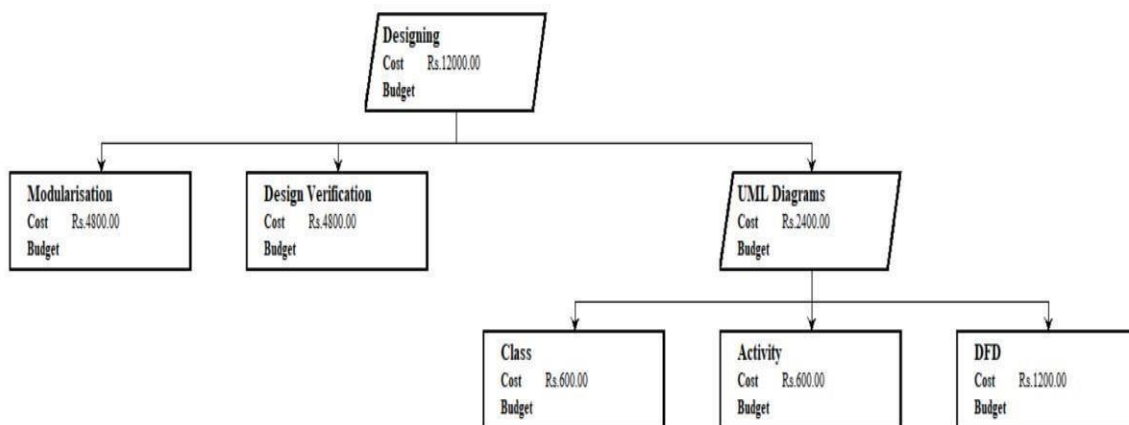 Designing
Cost Rs.12000.00
Budget
Modularisation
Cost Rs.4800.00
Budget
Design Verification
Cost Rs.4800.00
Budget
UML Diagrams
Cost Rs.2400.00
Budget
Class
Cost Rs.600.00
Budget
Activity
Cost Rs.600.00
Budget
DFD
Cost Rs.1200.00
Budget